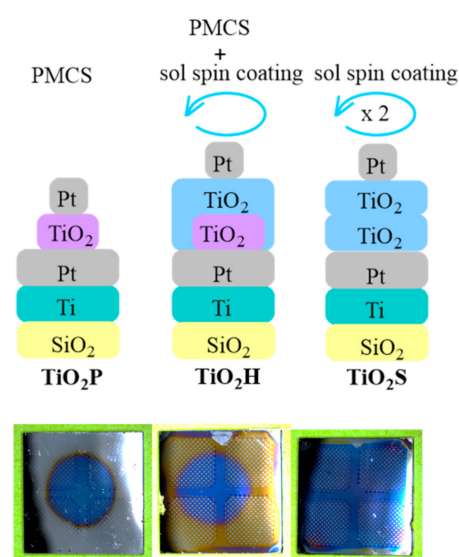 PMCS
+
sol spin coating
PMCS
sol spin coating
x 2
Pt
TiO₂
Pt
Ti
SiO₂
TiO₂P
Pt
TiO₂
TiO₂
Pt
Ti
SiO₂
TiO₂H
Pt
TiO₂
TiO₂
Pt
Ti
SiO₂
TiO₂S